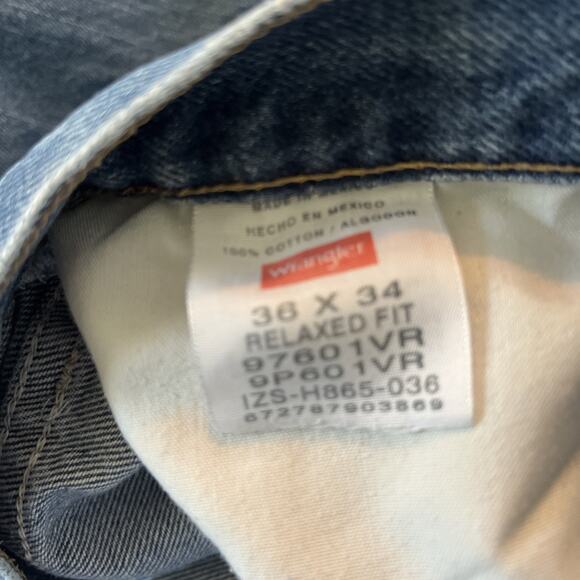 MADE IN MEXICO
HECHO EN MEXICO
100% COTTON / ALGODON
Wrangler
36 X 34
RELAXED FIT
97601VR
9P601VR
IZS-H865-036
672787903869